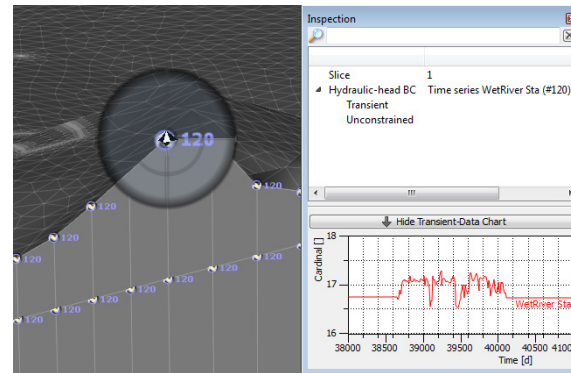 120
120
120
120
120
120
120
120
120
120
120
120
120
Inspection
Slice 1
Hydraulic-head BC Time series WetRiver Sta (#120)
Transient
Unconstrained
Hide Transient-Data Chart
Cardinal []
18
17
16
WetRiver Sta
38000 38500 39000 39500 40000 40500 4100
Time [d]